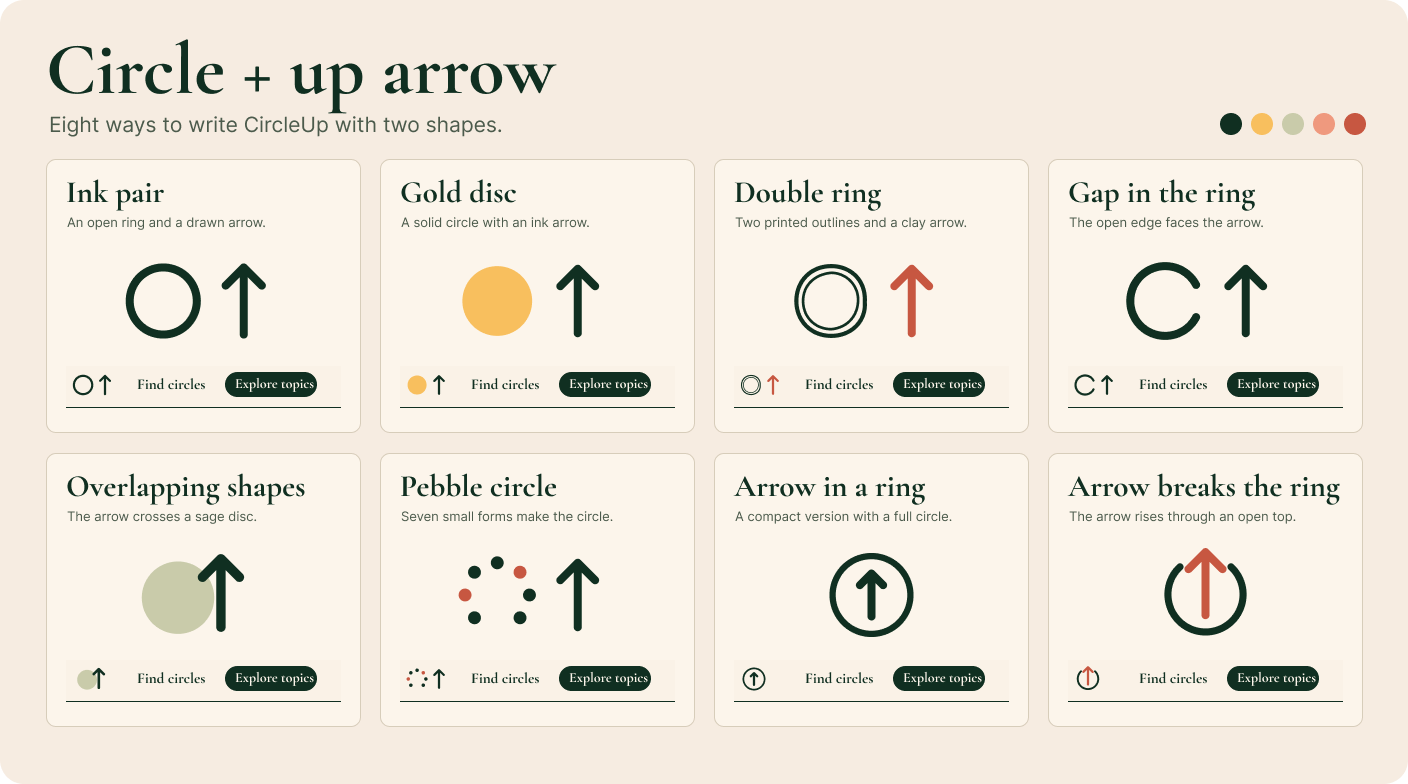 Circle + up arrow
Eight ways to write CircleUp with two shapes.
Ink pair
An open ring and a drawn arrow.
Find circles
Explore topics
Gold disc
A solid circle with an ink arrow.
Find circles
Explore topics
Double ring
Two printed outlines and a clay arrow.
Find circles
Explore topics
Gap in the ring
The open edge faces the arrow.
Find circles
Explore topics
Overlapping shapes
The arrow crosses a sage disc.
Find circles
Explore topics
Pebble circle
Seven small forms make the circle.
Find circles
Explore topics
Arrow in a ring
A compact version with a full circle.
Find circles
Explore topics
Arrow breaks the ring
The arrow rises through an open top.
Find circles
Explore topics